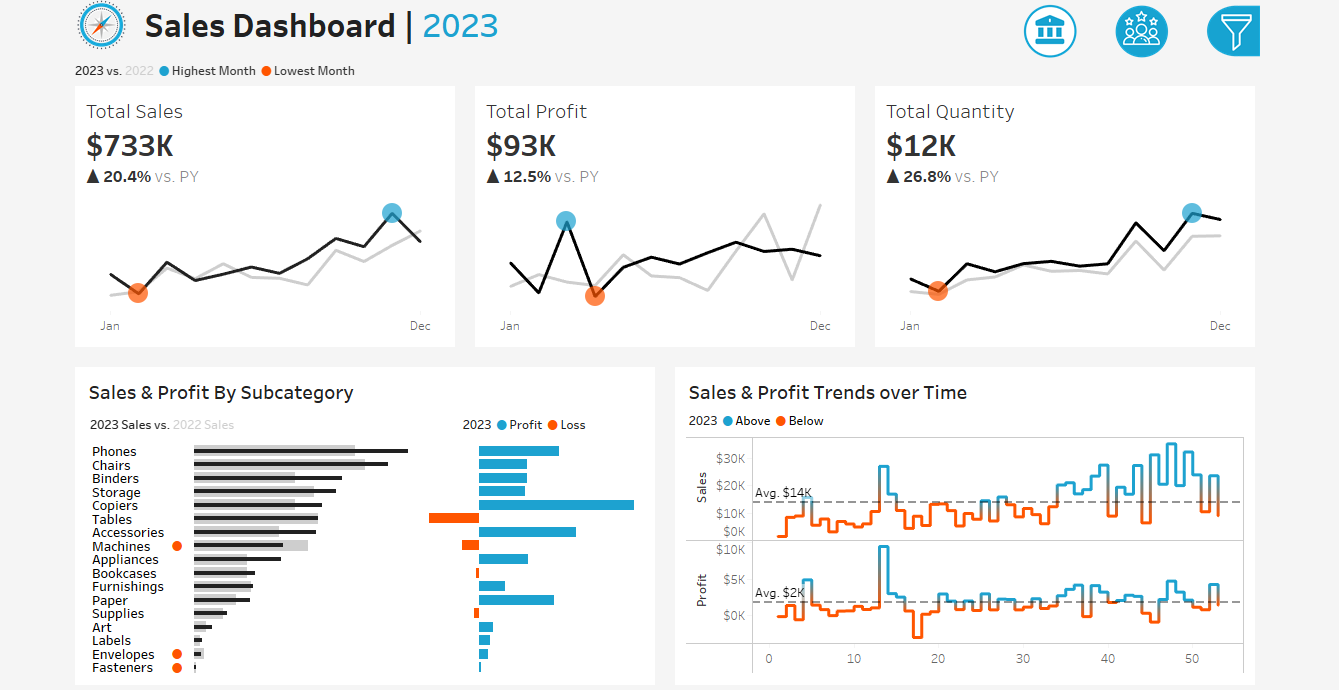 Sales Dashboard | 2023
2023 vs. 2022 Highest Month Lowest Month
Total Sales
$733K
▲ 20.4% vs. PY
Jan Dec
Total Profit
$93K
▲ 12.5% vs. PY
Jan Dec
Total Quantity
$12K
▲ 26.8% vs. PY
Jan Dec
Sales & Profit By Subcategory
2023 Sales vs. 2022 Sales
2023 Profit Loss
Phones
Chairs
Binders
Storage
Copiers
Tables
Accessories
Machines
Appliances
Bookcases
Furnishings
Paper
Supplies
Art
Labels
Envelopes
Fasteners
Sales & Profit Trends over Time
2023 Above Below
Sales
$30K
$20K
Avg. $14K
$10K
$0K
Profit
$10K
$5K
Avg. $2K
$0K
0 10 20 30 40 50